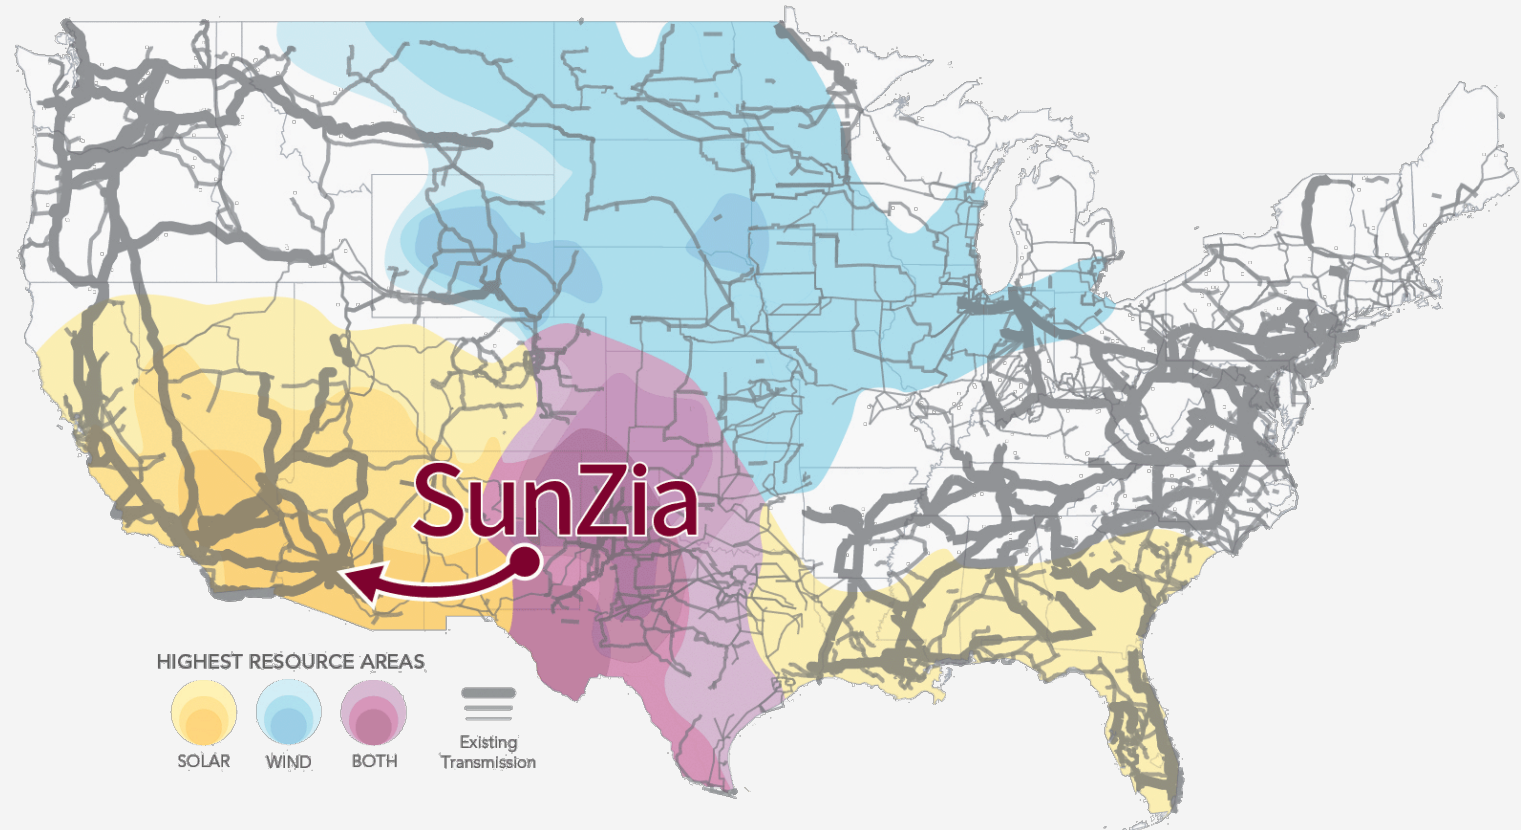 SunZia
HIGHEST RESOURCE AREAS
SOLAR
WIND
BOTH
Existing
Transmission